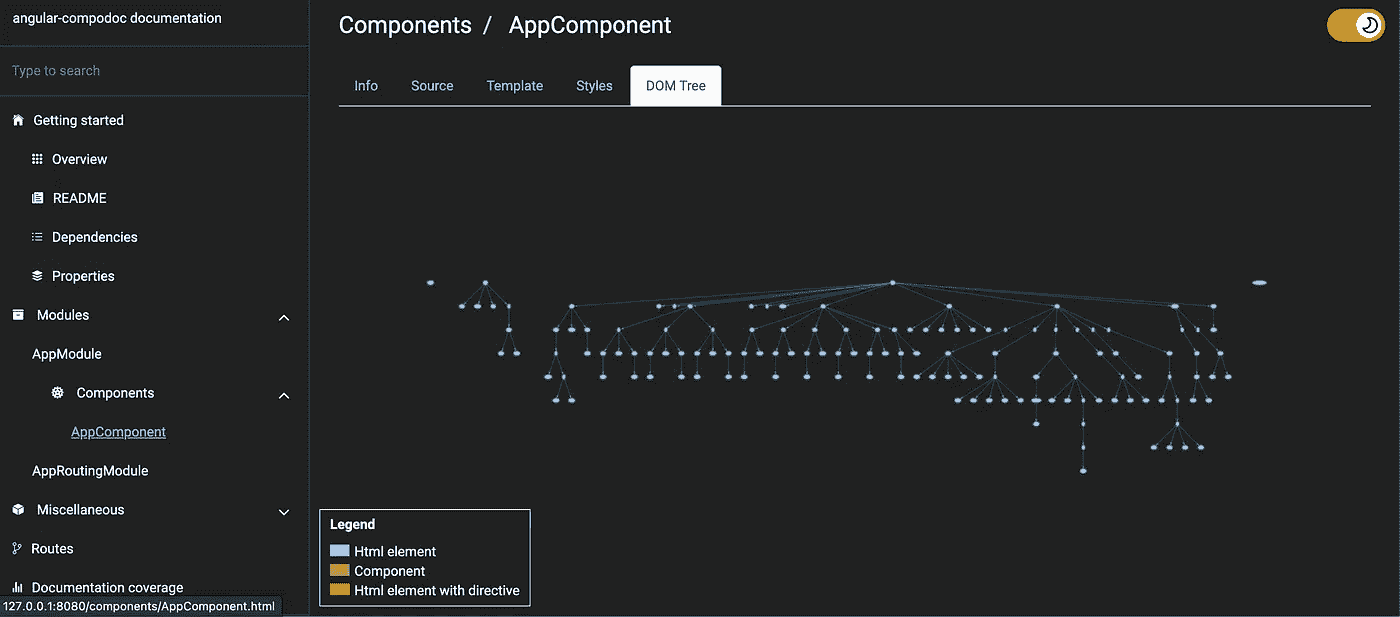 angular-compodoc documentation
Type to search
Getting started
Overview
README
Dependencies
Properties
Modules
AppModule
Components
AppComponent
AppRoutingModule
Miscellaneous
Routes
Documentation coverage
127.0.0.1:8080/components/AppComponent.html
Components / AppComponent
Info Source Template Styles DOM Tree
Legend
Html element
Component
Html element with directive